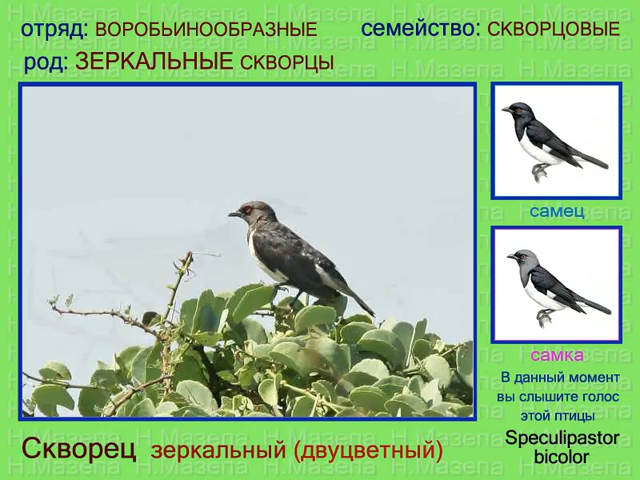 отряд: ВОРОБЬИНООБРАЗНЫЕ
семейство: СКВОРЦОВЫЕ
род: ЗЕРКАЛЬНЫЕ СКВОРЦЫ
самец
самка
В данный момент
вы слышите голос
этой птицы
Speculipastor
bicolor
Скворец зеркальный (двуцветный)
Н.Мазепа